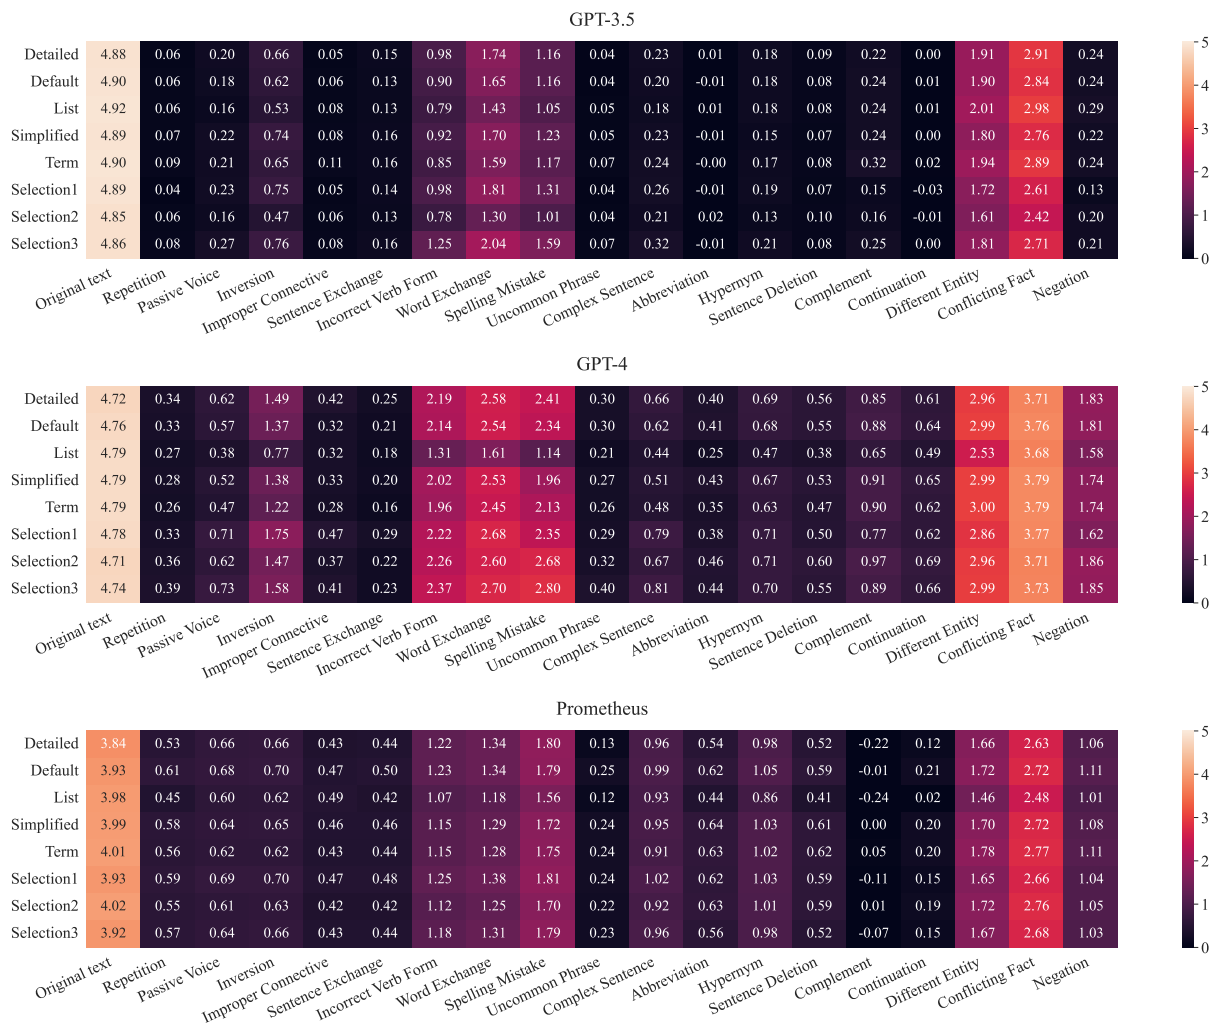 GPT-3.5
Detailed 4.88 0.06 0.20 0.66 0.05 0.15 0.98 1.74 1.16 0.04 0.23 0.01 0.18 0.09 0.22 0.00 1.91 2.91 0.24
Default 4.90 0.06 0.18 0.62 0.06 0.13 0.90 1.65 1.16 0.04 0.20 -0.01 0.18 0.08 0.24 0.01 1.90 2.84 0.24
List 4.92 0.06 0.16 0.53 0.08 0.13 0.79 1.43 1.05 0.05 0.18 0.01 0.18 0.08 0.24 0.01 2.01 2.98 0.29
Simplified 4.89 0.07 0.22 0.74 0.08 0.16 0.92 1.70 1.23 0.05 0.23 -0.01 0.15 0.07 0.24 0.00 1.80 2.76 0.22
Term 4.90 0.09 0.21 0.65 0.11 0.16 0.85 1.59 1.17 0.07 0.24 -0.00 0.17 0.08 0.32 0.02 1.94 2.89 0.24
Selection1 4.89 0.04 0.23 0.75 0.05 0.14 0.98 1.81 1.31 0.04 0.26 -0.01 0.19 0.07 0.15 -0.03 1.72 2.61 0.13
Selection2 4.85 0.06 0.16 0.47 0.06 0.13 0.78 1.30 1.01 0.04 0.21 0.02 0.13 0.10 0.16 -0.01 1.61 2.42 0.20
Selection3 4.86 0.08 0.27 0.76 0.08 0.16 1.25 2.04 1.59 0.07 0.32 -0.01 0.21 0.08 0.25 0.00 1.81 2.71 0.21
Original text Repetition Passive Voice Inversion Improper Connective Sentence Exchange Incorrect Verb Form Word Exchange Spelling Mistake Uncommon Phrase Complex Sentence Abbreviation Hypernym Sentence Deletion Complement Continuation Different Entity Conflicting Fact Negation
5
4
3
2
1
0
GPT-4
Detailed 4.72 0.34 0.62 1.49 0.42 0.25 2.19 2.58 2.41 0.30 0.66 0.40 0.69 0.56 0.85 0.61 2.96 3.71 1.83
Default 4.76 0.33 0.57 1.37 0.32 0.21 2.14 2.54 2.34 0.30 0.62 0.41 0.68 0.55 0.88 0.64 2.99 3.76 1.81
List 4.79 0.27 0.38 0.77 0.32 0.18 1.31 1.61 1.14 0.21 0.44 0.25 0.47 0.38 0.65 0.49 2.53 3.68 1.58
Simplified 4.79 0.28 0.52 1.38 0.33 0.20 2.02 2.53 1.96 0.27 0.51 0.43 0.67 0.53 0.91 0.65 2.99 3.79 1.74
Term 4.79 0.26 0.47 1.22 0.28 0.16 1.96 2.45 2.13 0.26 0.48 0.35 0.63 0.47 0.90 0.62 3.00 3.79 1.74
Selection1 4.78 0.33 0.71 1.75 0.47 0.29 2.22 2.68 2.35 0.29 0.79 0.38 0.71 0.50 0.77 0.62 2.86 3.77 1.62
Selection2 4.71 0.36 0.62 1.47 0.37 0.22 2.26 2.60 2.68 0.32 0.67 0.46 0.71 0.60 0.97 0.69 2.96 3.71 1.86
Selection3 4.74 0.39 0.73 1.58 0.41 0.23 2.37 2.70 2.80 0.40 0.81 0.44 0.70 0.55 0.89 0.66 2.99 3.73 1.85
Original text Repetition Passive Voice Inversion Improper Connective Sentence Exchange Incorrect Verb Form Word Exchange Spelling Mistake Uncommon Phrase Complex Sentence Abbreviation Hypernym Sentence Deletion Complement Continuation Different Entity Conflicting Fact Negation
5
4
3
2
1
0
Prometheus
Detailed 3.84 0.53 0.66 0.66 0.43 0.44 1.22 1.34 1.80 0.13 0.96 0.54 0.98 0.52 -0.22 0.12 1.66 2.63 1.06
Default 3.93 0.61 0.68 0.70 0.47 0.50 1.23 1.34 1.79 0.25 0.99 0.62 1.05 0.59 -0.01 0.21 1.72 2.72 1.11
List 3.98 0.45 0.60 0.62 0.49 0.42 1.07 1.18 1.56 0.12 0.93 0.44 0.86 0.41 -0.24 0.02 1.46 2.48 1.01
Simplified 3.99 0.58 0.64 0.65 0.46 0.46 1.15 1.29 1.72 0.24 0.95 0.64 1.03 0.61 0.00 0.20 1.70 2.72 1.08
Term 4.01 0.56 0.62 0.62 0.43 0.44 1.15 1.28 1.75 0.24 0.91 0.63 1.02 0.62 0.05 0.20 1.78 2.77 1.11
Selection1 3.93 0.59 0.69 0.70 0.47 0.48 1.25 1.38 1.81 0.24 1.02 0.62 1.03 0.59 -0.11 0.15 1.65 2.66 1.04
Selection2 4.02 0.55 0.61 0.63 0.42 0.42 1.12 1.25 1.70 0.22 0.92 0.63 1.01 0.59 0.01 0.19 1.72 2.76 1.05
Selection3 3.92 0.57 0.64 0.66 0.43 0.44 1.18 1.31 1.79 0.23 0.96 0.56 0.98 0.52 -0.07 0.15 1.67 2.68 1.03
Original text Repetition Passive Voice Inversion Improper Connective Sentence Exchange Incorrect Verb Form Word Exchange Spelling Mistake Uncommon Phrase Complex Sentence Abbreviation Hypernym Sentence Deletion Complement Continuation Different Entity Conflicting Fact Negation
5
4
3
2
1
0